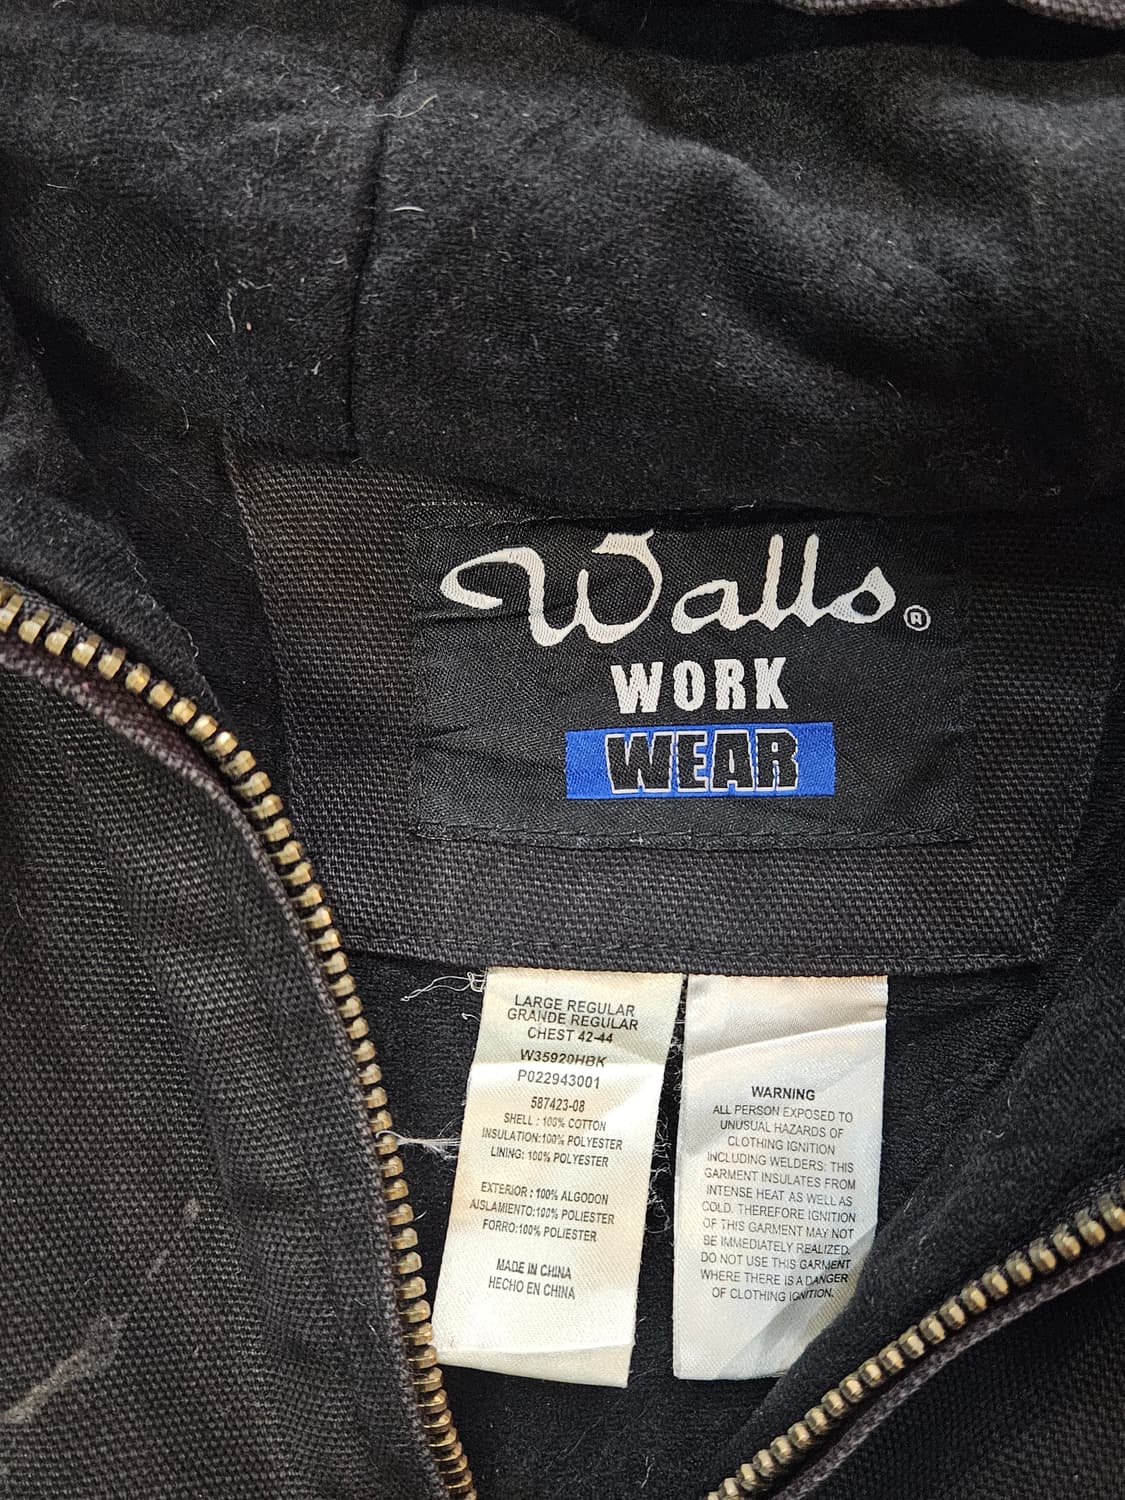 Walls®
WORK
WEAR
LARGE REGULAR
GRANDE REGULAR
CHEST 42-44
W35920HBK
P022943001
587423-08
SHELL : 100% COTTON
INSULATION:100% POLYESTER
LINING: 100% POLYESTER
EXTERIOR : 100% ALGODON
AISLAMIENTO:100% POLIESTER
FORRO:100% POLIESTER
MADE IN CHINA
HECHO EN CHINA
WARNING
ALL PERSON EXPOSED TO
UNUSUAL HAZARDS OF
CLOTHING IGNITION
INCLUDING WELDERS: THIS
GARMENT INSULATES FROM
INTENSE HEAT AS WELL AS
COLD. THEREFORE IGNITION
OF THIS GARMENT MAY NOT
BE IMMEDIATELY REALIZED.
DO NOT USE THIS GARMENT
WHERE THERE IS A DANGER
OF CLOTHING IGNITION.